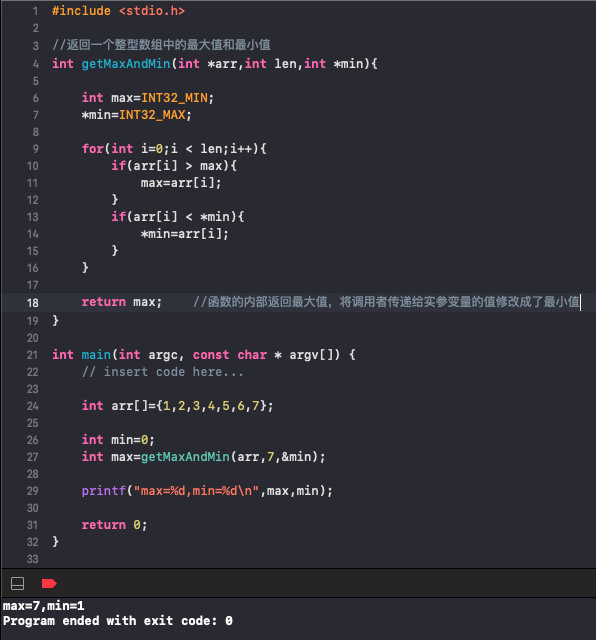 1 #include <stdio.h>
2
3 //返回一个整型数组中的最大值和最小值
4 int getMaxAndMin(int *arr,int len,int *min){
5
6     int max=INT32_MIN;
7     *min=INT32_MAX;
8
9     for(int i=0;i < len;i++){
10         if(arr[i] > max){
11             max=arr[i];
12         }
13         if(arr[i] < *min){
14             *min=arr[i];
15         }
16     }
17
18     return max;    //函数的内部返回最大值，将调用者传递给实参变量的值修改成了最小值
19 }
20
21 int main(int argc, const char * argv[]) {
22     // insert code here...
23
24     int arr[]={1,2,3,4,5,6,7};
25
26     int min=0;
27     int max=getMaxAndMin(arr,7,&min);
28
29     printf("max=%d,min=%d\n",max,min);
30
31     return 0;
32 }
33
max=7,min=1
Program ended with exit code: 0